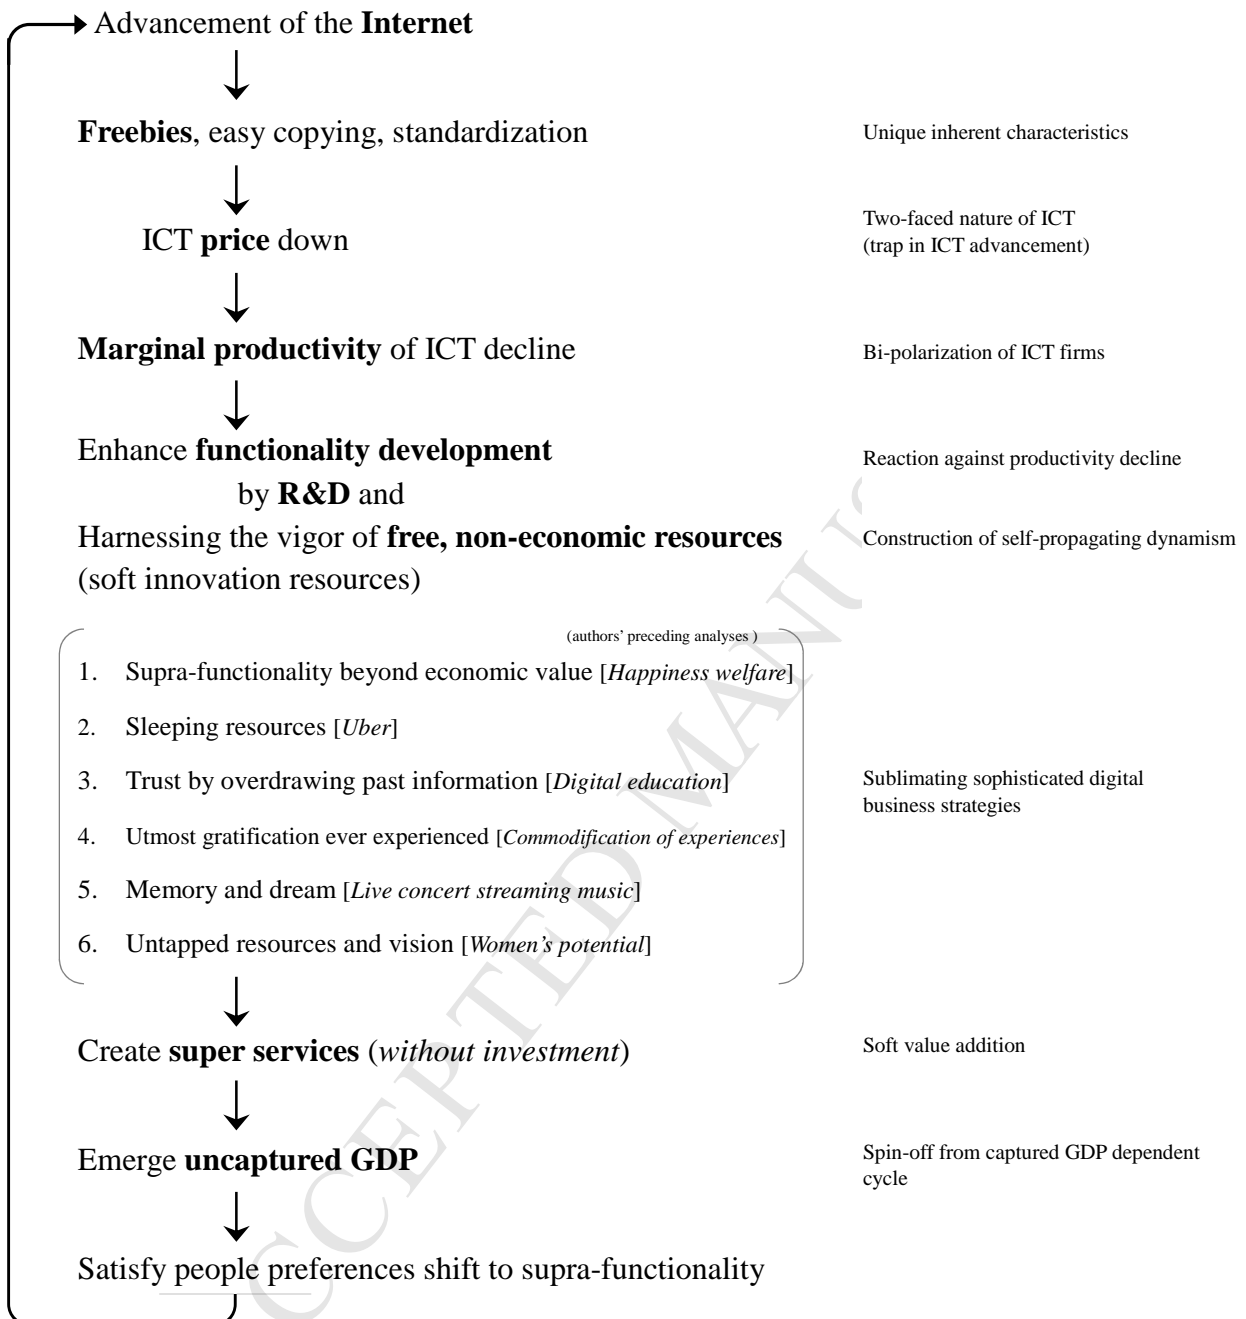 Advancement of the Internet
Freebies, easy copying, standardization
Unique inherent characteristics
ICT price down
Two-faced nature of ICT
(trap in ICT advancement)
Marginal productivity of ICT decline
Bi-polarization of ICT firms
Enhance functionality development
by R&D and
Reaction against productivity decline
Harnessing the vigor of free, non-economic resources
(soft innovation resources)
Construction of self-propagating dynamism
(authors' preceding analyses )
1. Supra-functionality beyond economic value [Happiness welfare]
2. Sleeping resources [Uber]
3. Trust by overdrawing past information [Digital education]
4. Utmost gratification ever experienced [Commodification of experiences]
5. Memory and dream [Live concert streaming music]
6. Untapped resources and vision [Women's potential]
Sublimating sophisticated digital
business strategies
Create super services (without investment)
Soft value addition
Emerge uncaptured GDP
Spin-off from captured GDP dependent
cycle
Satisfy people preferences shift to supra-functionality
CCEPTED MANUS